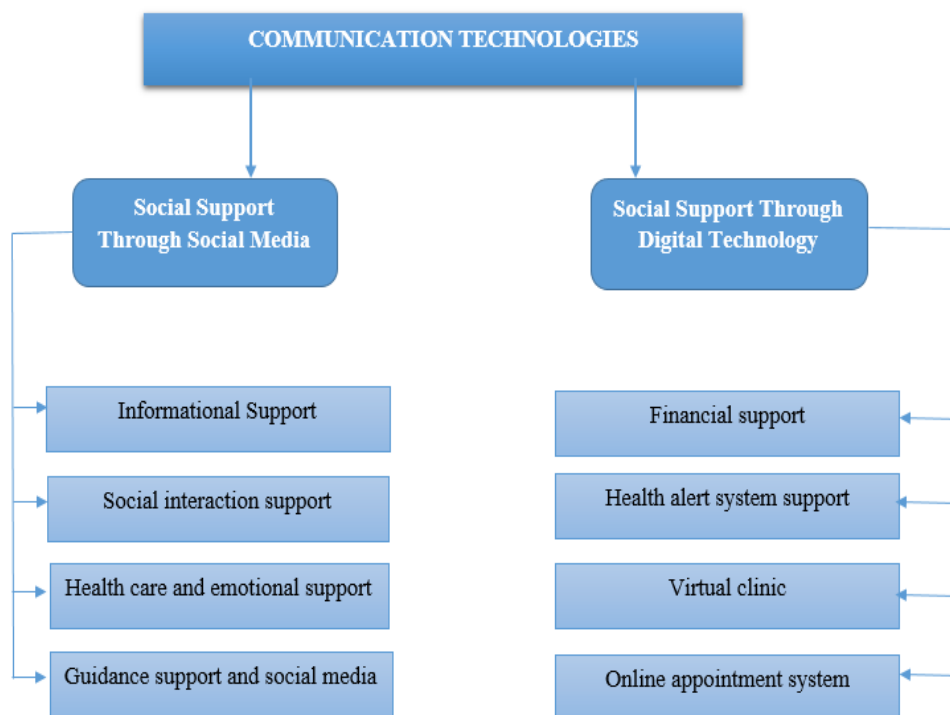 COMMUNICATION TECHNOLOGIES
Social Support
Through Social Media
Social Support Through
Digital Technology
Informational Support
Social interaction support
Health care and emotional support
Guidance support and social media
Financial support
Health alert system support
Virtual clinic
Online appointment system